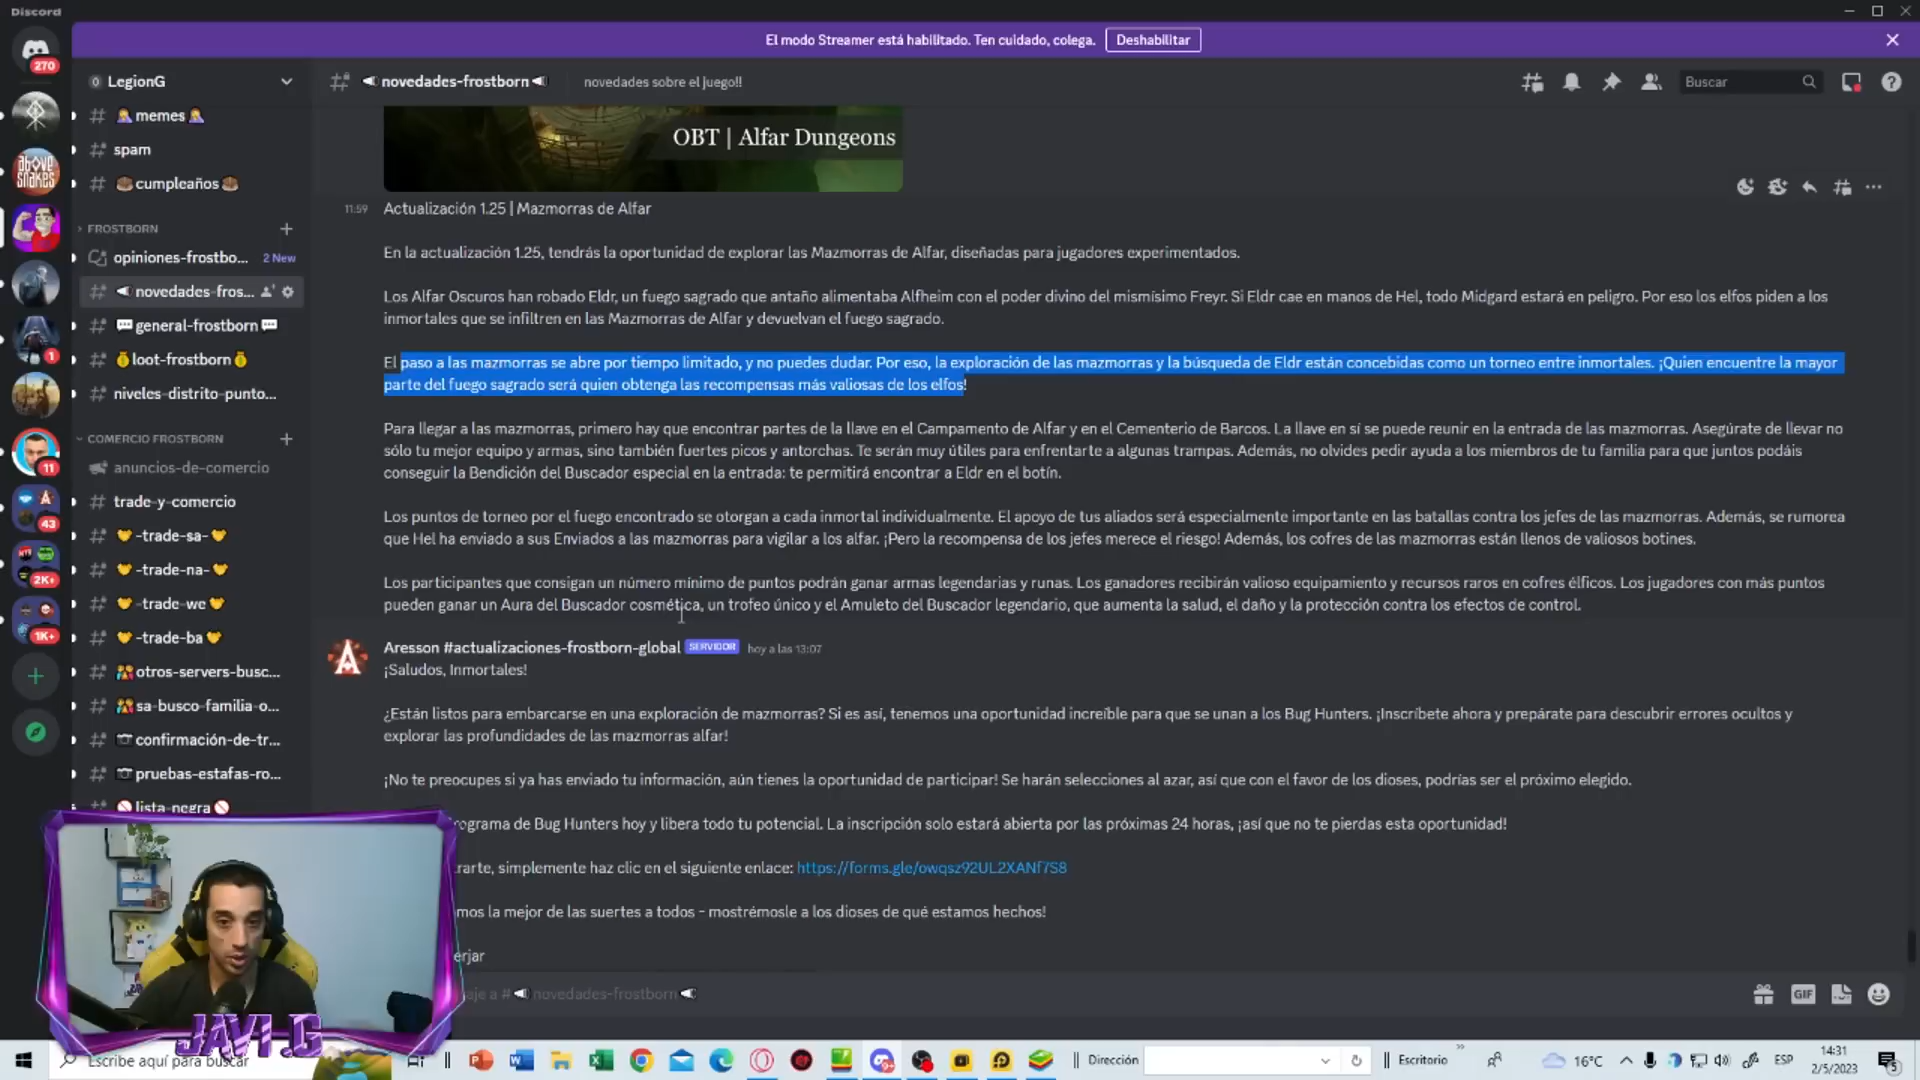 Discord
El modo Streamer está habilitado. Ten cuidado, colega.
Deshabilitar
270
11
1
43
2K+
1K+
LegionG
memes
spam
cumpleaños
FROSTBORN
opiniones-frostbo...
2 New
novedades-fros...
general-frostborn
loot-frostborn
niveles-distrito-punto...
COMERCIO FROSTBORN
anuncios-de-comercio
trade-y-comercio
-trade-sa-
-trade-na-
-trade-we
-trade-ba
otros-servers-busc...
sa-busco-familia-o...
confirmación-de-tr...
pruebas-estafas-ro...
lista-negra
novedades-frostborn
novedades sobre el juego!!
Buscar
OBT | Alfar Dungeons
11:59
Actualización 1.25 | Mazmorras de Alfar
En la actualización 1.25, tendrás la oportunidad de explorar las Mazmorras de Alfar, diseñadas para jugadores experimentados.
Los Alfar Oscuros han robado Eldr, un fuego sagrado que antaño alimentaba Alfheim con el poder divino del mismísimo Freyr. Si Eldr cae en manos de Hel, todo Midgard estará en peligro. Por eso los elfos piden a los
inmortales que se infiltren en las Mazmorras de Alfar y devuelvan el fuego sagrado.
El paso a las mazmorras se abre por tiempo limitado, y no puedes dudar. Por eso, la exploración de las mazmorras y la búsqueda de Eldr están concebidas como un torneo entre inmortales. ¡Quien encuentre la mayor
parte del fuego sagrado será quien obtenga las recompensas más valiosas de los elfos!
Para llegar a las mazmorras, primero hay que encontrar partes de la llave en el Campamento de Alfar y en el Cementerio de Barcos. La llave en sí se puede reunir en la entrada de las mazmorras. Asegúrate de llevar no
sólo tu mejor equipo y armas, sino también fuertes picos y antorchas. Te serán muy útiles para enfrentarte a algunas trampas. Además, no olvides pedir ayuda a los miembros de tu familia para que juntos podáis
conseguir la Bendición del Buscador especial en la entrada: te permitirá encontrar a Eldr en el botín.
Los puntos de torneo por el fuego encontrado se otorgan a cada inmortal individualmente. El apoyo de tus aliados será especialmente importante en las batallas contra los jefes de las mazmorras. Además, se rumorea
que Hel ha enviado a sus Enviados a las mazmorras para vigilar a los alfar. ¡Pero la recompensa de los jefes merece el riesgo! Además, los cofres de las mazmorras están llenos de valiosos botines.
Los participantes que consigan un número mínimo de puntos podrán ganar armas legendarias y runas. Los ganadores recibirán valioso equipamiento y recursos raros en cofres élficos. Los jugadores con más puntos
pueden ganar un Aura del Buscador cosmética, un trofeo único y el Amuleto del Buscador legendario, que aumenta la salud, el daño y la protección contra los efectos de control.
Aresson #actualizaciones-frostborn-global SERVIDOR hoy a las 13:07
¡Saludos, Inmortales!
¿Están listos para embarcarse en una exploración de mazmorras? Si es así, tenemos una oportunidad increíble para que se unan a los Bug Hunters. ¡Inscríbete ahora y prepárate para descubrir errores ocultos y
explorar las profundidades de las mazmorras alfar!
¡No te preocupes si ya has enviado tu información, aún tienes la oportunidad de participar! Se harán selecciones al azar, así que con el favor de los dioses, podrías ser el próximo elegido.
ograma de Bug Hunters hoy y libera todo tu potencial. La inscripción solo estará abierta por las próximas 24 horas, ¡así que no te pierdas esta oportunidad!
rarte, simplemente haz clic en el siguiente enlace: https://forms.gle/owqsz92UL2XANf7S8
mos la mejor de las suertes a todos - mostrémosle a los dioses de qué estamos hechos!
erjar
aje a # novedades-frostborn
GIF
JAVI.G
Escribe aquí para buscar
Dirección
Escritorio
16°C
ESP
14:31
2/5/2023
5